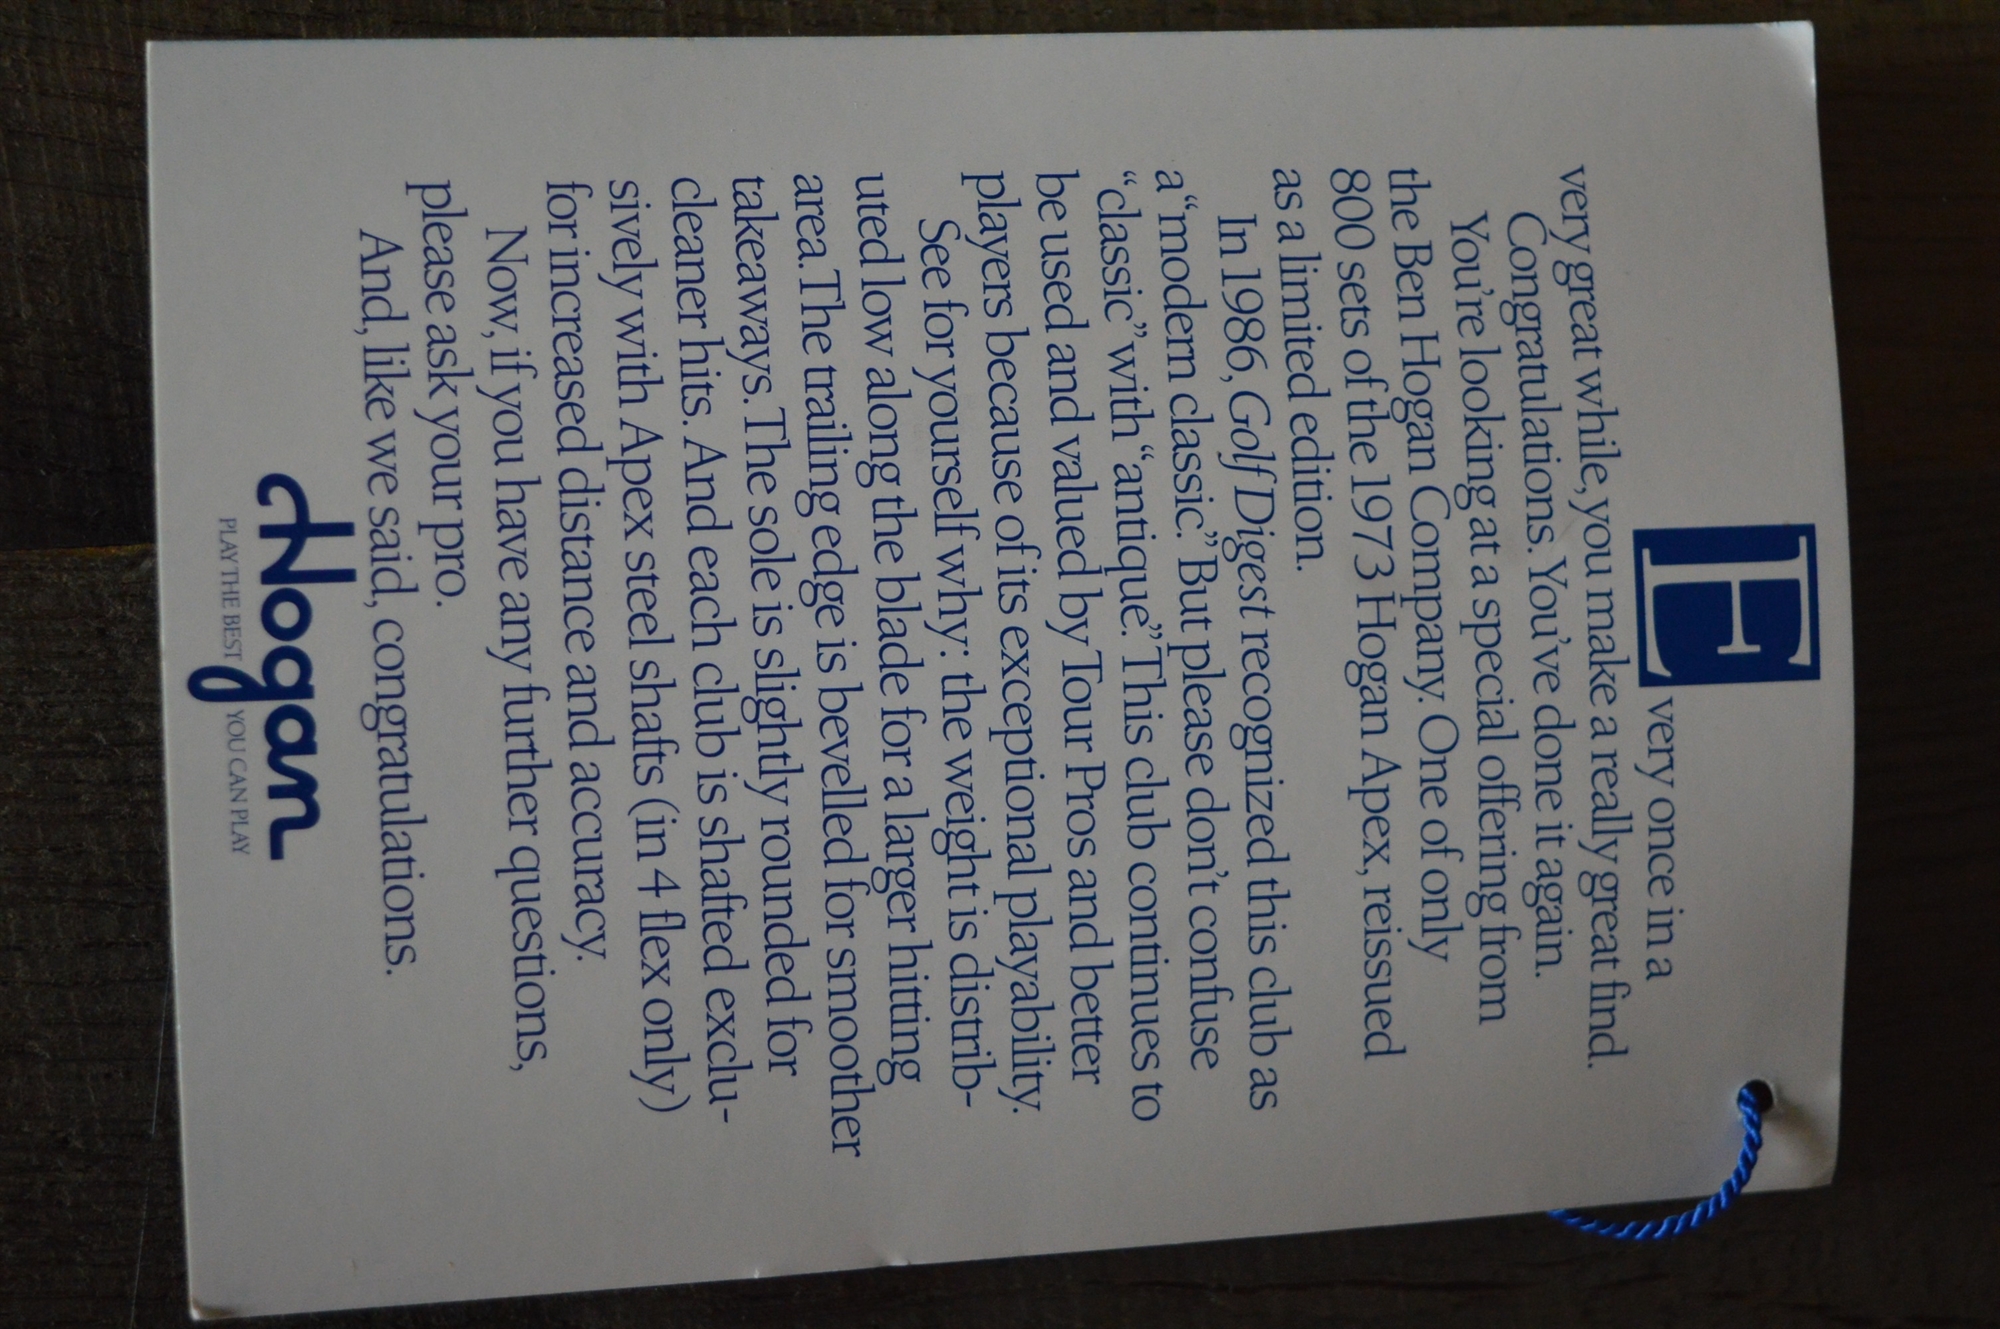 Every once in a
very great while, you make a really great find.
Congratulations. You've done it again.
You're looking at a special offering from
the Ben Hogan Company. One of only
800 sets of the 1973 Hogan Apex, reissued
as a limited edition.
In 1986, Golf Digest recognized this club as
a “modern classic.” But please don't confuse
“classic” with “antique.” This club continues to
be used and valued by Tour Pros and better
players because of its exceptional playability.
See for yourself why: the weight is distrib-
uted low along the blade for a larger hitting
area. The trailing edge is bevelled for smoother
takeaways. The sole is slightly rounded for
cleaner hits. And each club is shafted exclu-
sively with Apex steel shafts (in 4 flex only)
for increased distance and accuracy.
Now, if you have any further questions,
please ask your pro.
And, like we said, congratulations.
Hogan
PLAY THE BEST YOU CAN PLAY